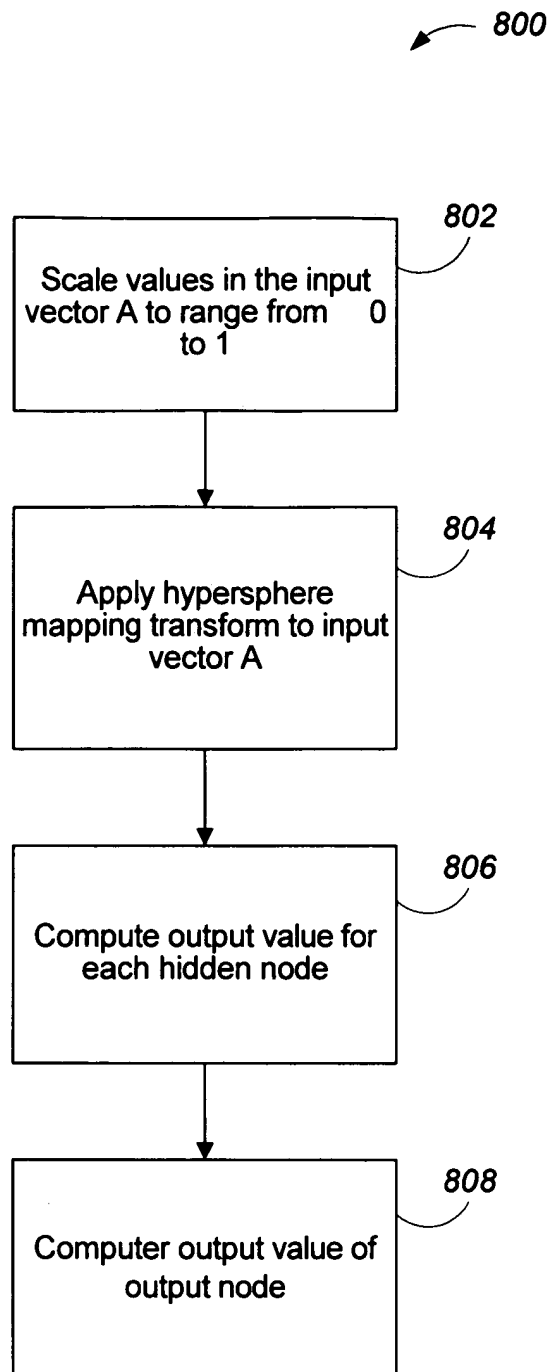 800
802
Scale values in the input
vector A to range from 0
to 1
804
Apply hypersphere
mapping transform to input
vector A
806
Compute output value for
each hidden node
808
Computer output value of
output node